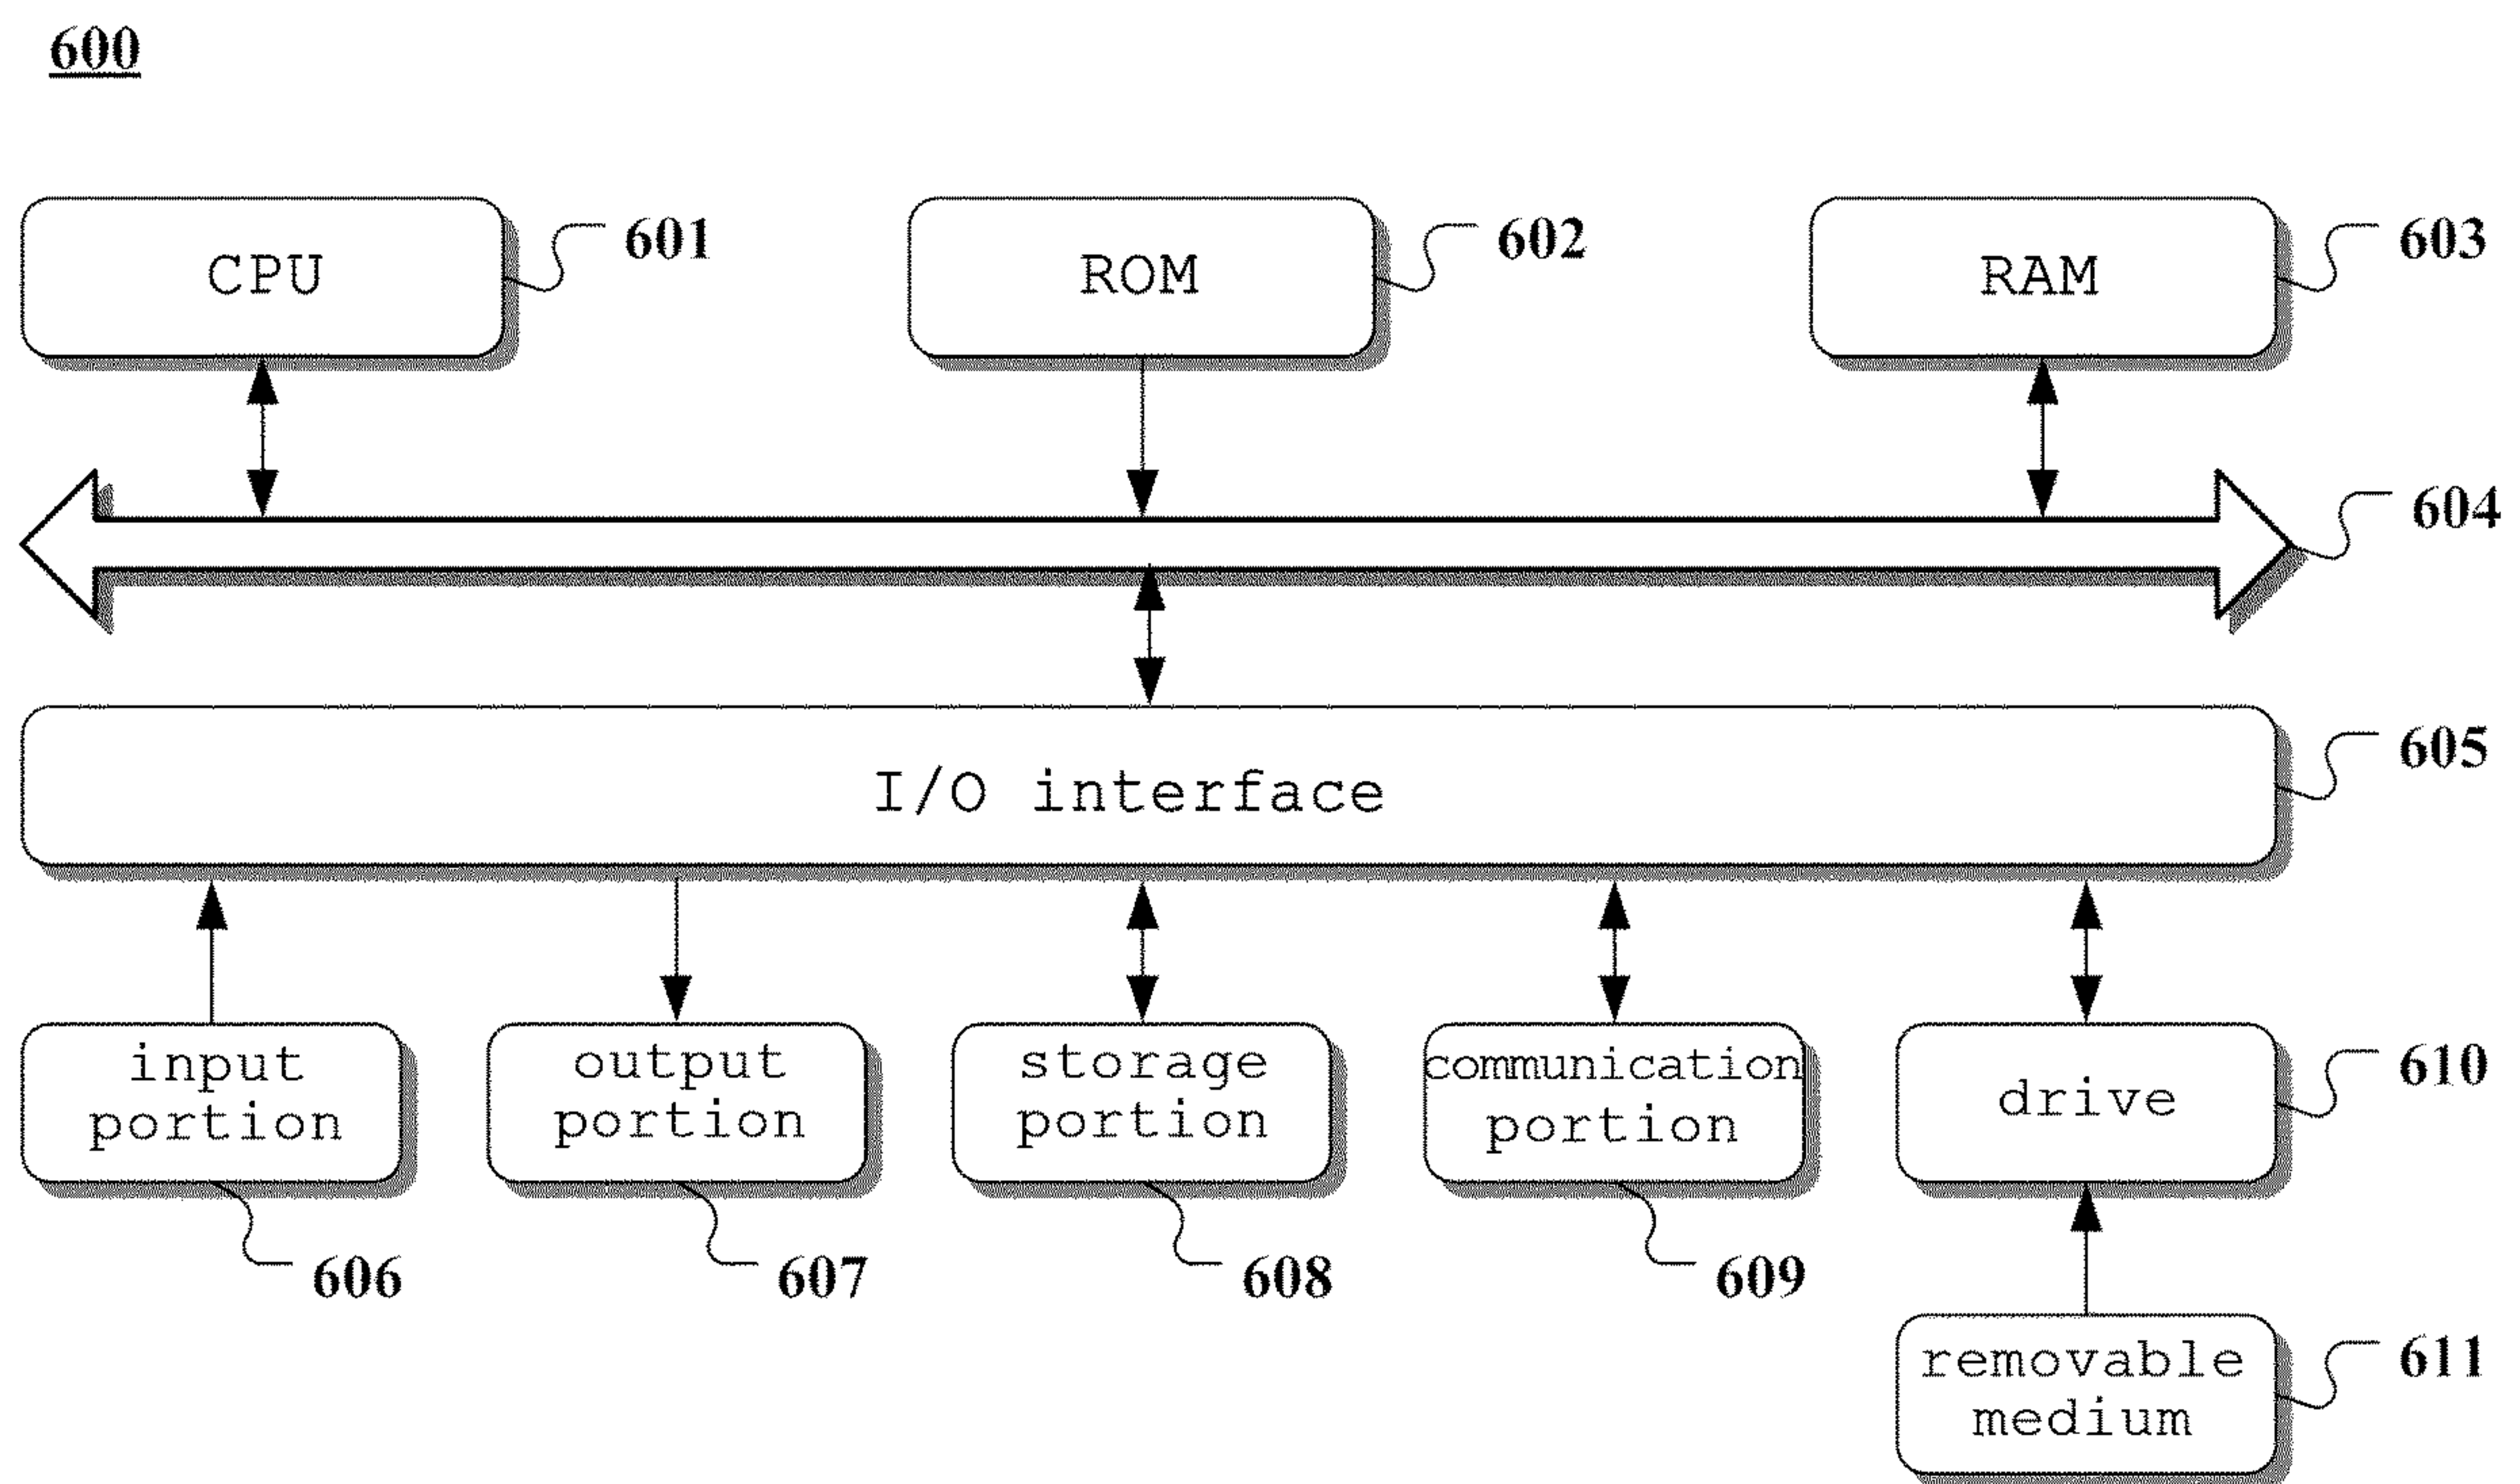 600
CPU
601
ROM
602
RAM
603
604
I/O interface
605
input
portion
606
output
portion
607
storage
portion
608
communication
portion
609
drive
610
removable
medium
611